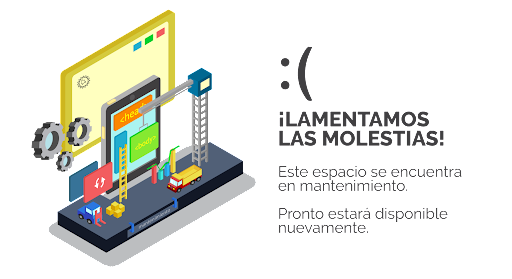 <head>
<body>
:(
¡LAMENTAMOS
LAS MOLESTIAS!
Este espacio se encuentra
en mantenimiento.
Pronto estará disponible
nuevamente.